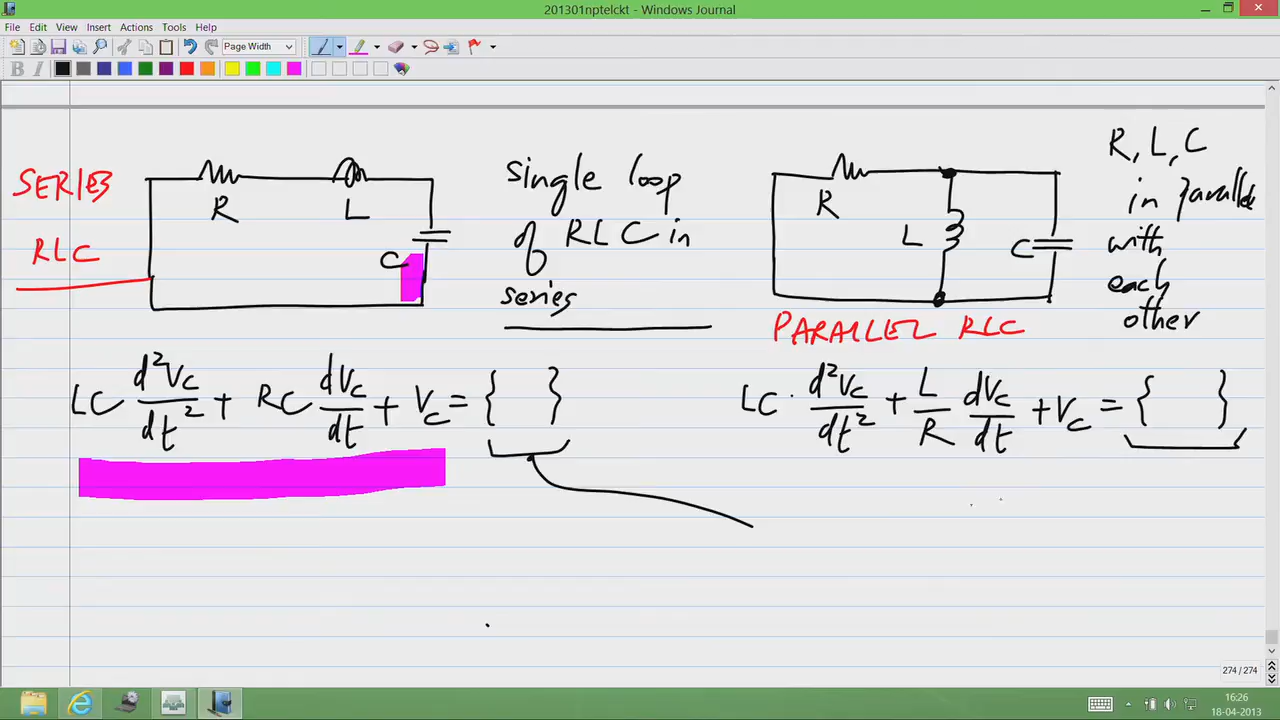 201301nptelckt - Windows Journal
File Edit View Insert Actions Tools Help
Page Width
B I
SERIES
RLC
R
L
C
single loop
of RLC in
series
R
L
C
R, L, C
in parallel
with
each
other
PARALLEL RLC
LC d²Vc/dt² + RC dVc/dt + Vc = { }
LC · d²Vc/dt² + L/R dVc/dt + Vc = { }
274 / 274
16:26
18-04-2013